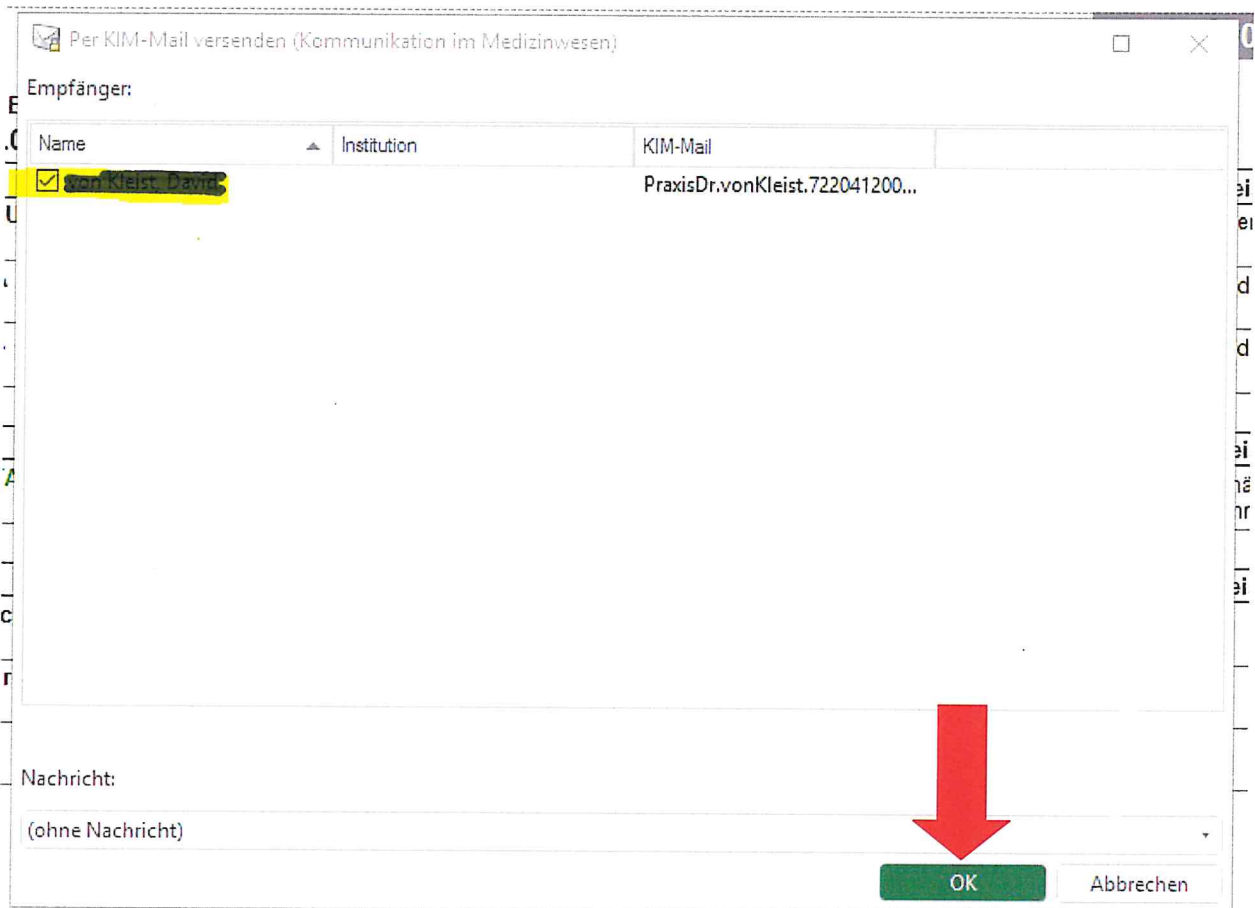 Per KIM-Mail versenden (Kommunikation im Medizinwesen)
Empfänger:
Name Institution KIM-Mail
von Kleist, David PraxisDr.vonKleist.722041200...
Nachricht:
(ohne Nachricht)
OK Abbrechen